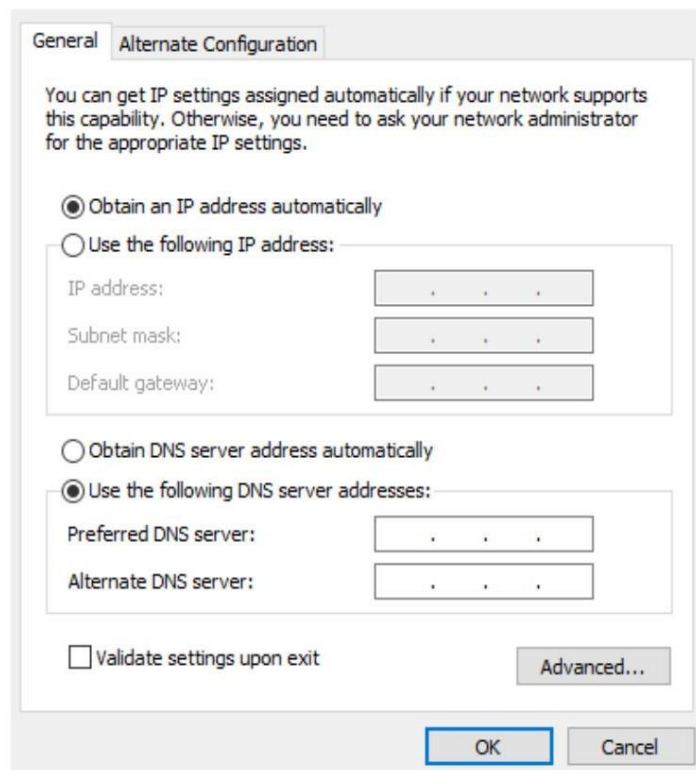 General
Alternate Configuration
You can get IP settings assigned automatically if your network supports
this capability. Otherwise, you need to ask your network administrator
for the appropriate IP settings.
Obtain an IP address automatically
Use the following IP address:
IP address:
. . .
Subnet mask:
. . .
Default gateway:
. . .
Obtain DNS server address automatically
Use the following DNS server addresses:
Preferred DNS server:
. . .
Alternate DNS server:
. . .
Validate settings upon exit
Advanced...
OK
Cancel